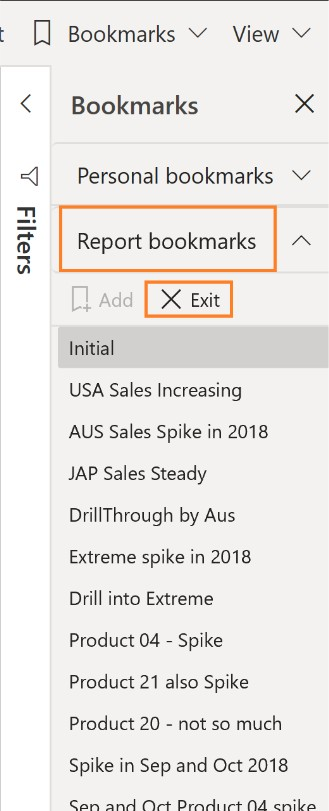 Bookmarks View
Bookmarks
Personal bookmarks
Filters
Report bookmarks
Add Exit
Initial
USA Sales Increasing
AUS Sales Spike in 2018
JAP Sales Steady
DrillThrough by Aus
Extreme spike in 2018
Drill into Extreme
Product 04 - Spike
Product 21 also Spike
Product 20 - not so much
Spike in Sep and Oct 2018
Sep and Oct Product 04 spike